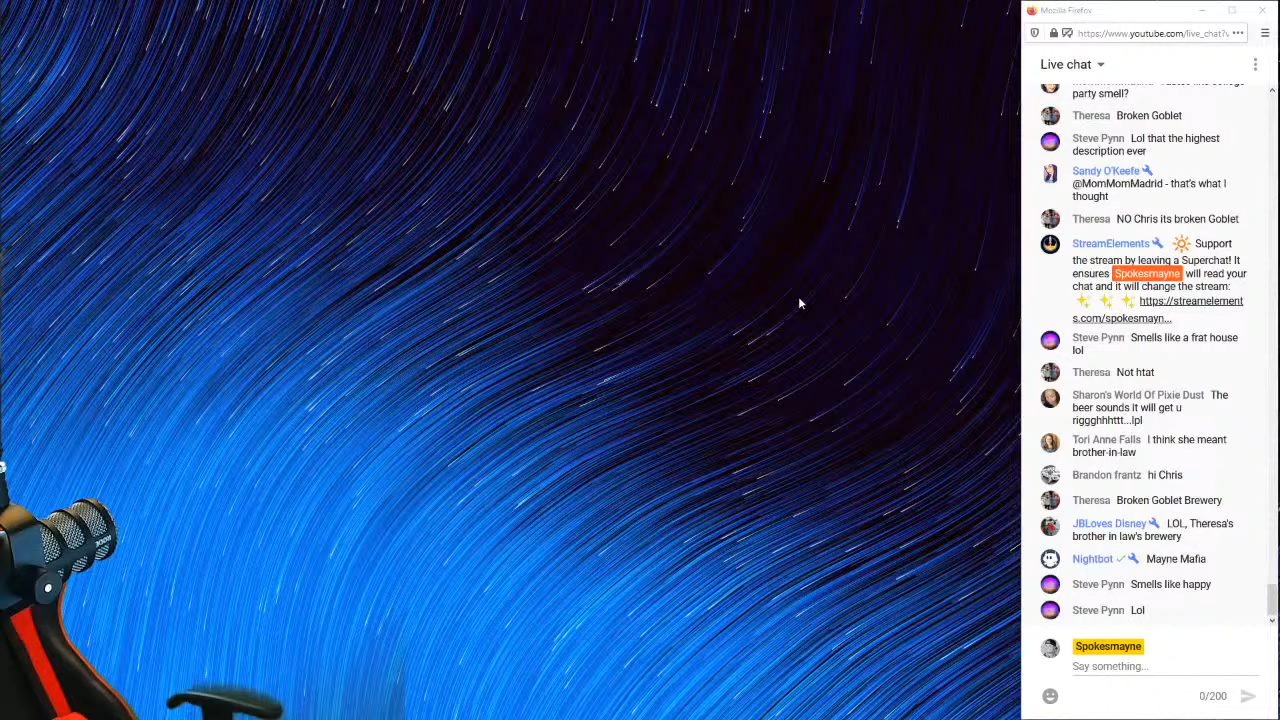 Mozilla Firefox
https://www.youtube.com/live_chat?v
Live chat
party smell?
Theresa Broken Goblet
Steve Pynn Lol that the highest
description ever
Sandy O'Keefe
@MomMomMadrid - that's what I
thought
Theresa NO Chris its broken Goblet
StreamElements Support
the stream by leaving a Superchat! It
ensures Spokesmayne will read your
chat and it will change the stream:
https://streamelement
s.com/spokesmayn...
Steve Pynn Smells like a frat house
lol
Theresa Not htat
Sharon's World Of Pixie Dust The
beer sounds it will get u
riggghhhttt...lpl
Tori Anne Falls I think she meant
brother-in-law
Brandon frantz hi Chris
Theresa Broken Goblet Brewery
JBLoves Disney LOL, Theresa's
brother in law's brewery
Nightbot Mayne Mafia
Steve Pynn Smells like happy
Steve Pynn Lol
Spokesmayne
Say something...
0/200
RODE